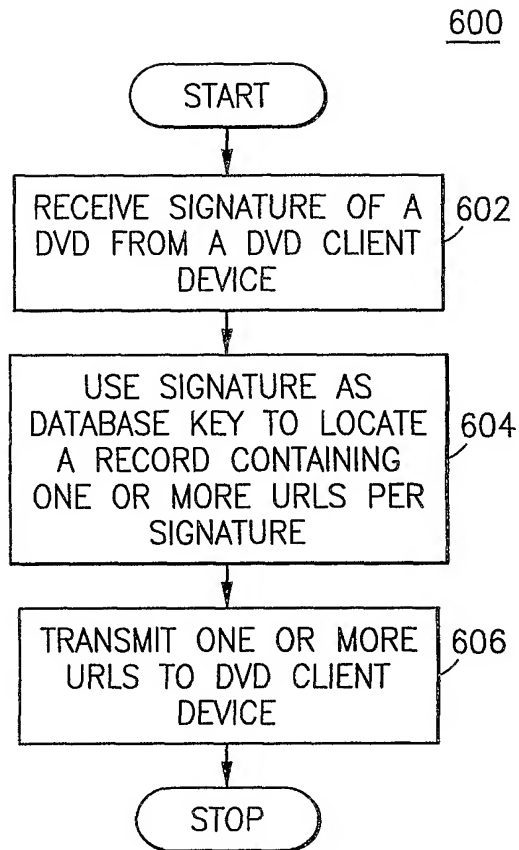 600
START
RECEIVE SIGNATURE OF A
DVD FROM A DVD CLIENT
DEVICE
602
USE SIGNATURE AS
DATABASE KEY TO LOCATE
A RECORD CONTAINING
ONE OR MORE URLS PER
SIGNATURE
604
TRANSMIT ONE OR MORE
URLS TO DVD CLIENT
DEVICE
606
STOP